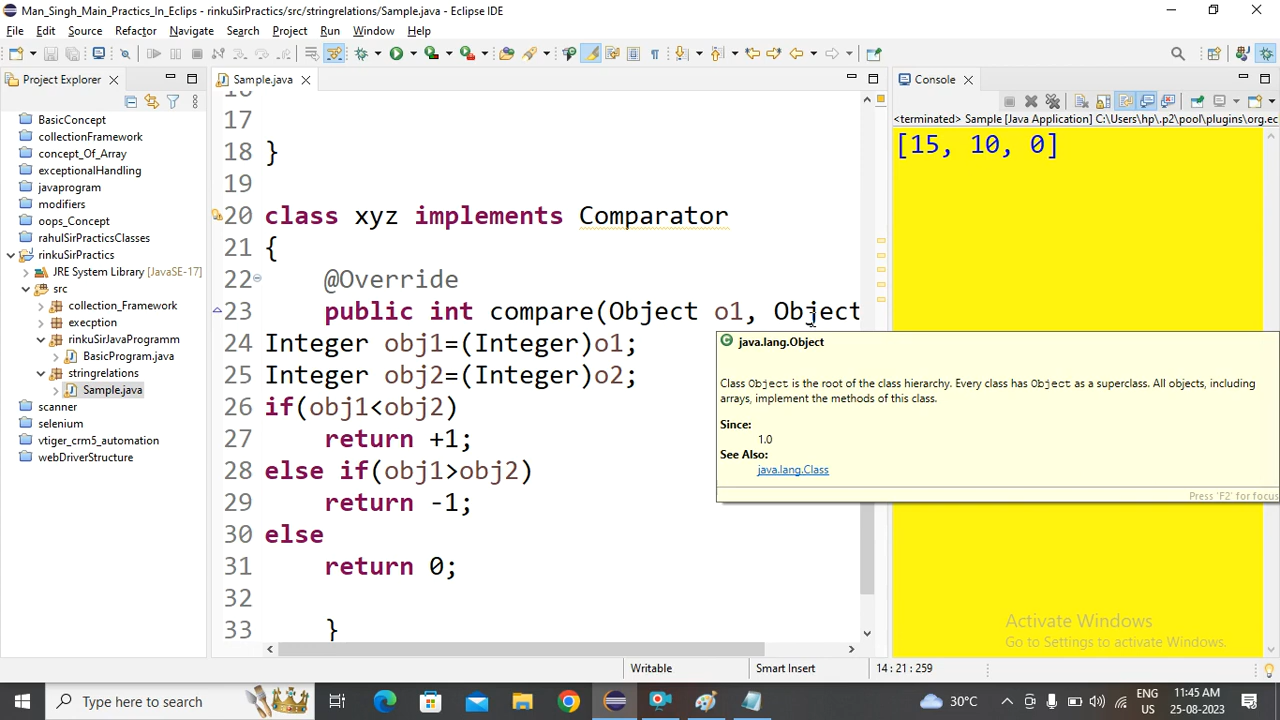 Man_Singh_Main_Practics_In_Eclips - rinkuSirPractics/src/stringrelations/Sample.java - Eclipse IDE
File Edit Source Refactor Navigate Search Project Run Window Help
Project Explorer
BasicConcept
collectionFramework
concept_Of_Array
exceptionalHandling
javaprogram
modifiers
oops_Concept
rahulSirPracticsClasses
rinkuSirPractics
JRE System Library [JavaSE-17]
src
collection_Framework
execption
rinkuSirJavaProgramm
BasicProgram.java
stringrelations
Sample.java
scanner
selenium
vtiger_crm5_automation
webDriverStructure
Sample.java
16
17
18 }
19
20 class xyz implements Comparator
21 {
22 @Override
23 public int compare(Object o1, Object
24 Integer obj1=(Integer)o1;
25 Integer obj2=(Integer)o2;
26 if(obj1<obj2)
27 return +1;
28 else if(obj1>obj2)
29 return -1;
30 else
31 return 0;
32
33 }
java.lang.Object
Class Object is the root of the class hierarchy. Every class has Object as a superclass. All objects, including
arrays, implement the methods of this class.
Since:
1.0
See Also:
java.lang.Class
Press 'F2' for focus
Console
<terminated> Sample [Java Application] C:\Users\hp\.p2\pool\plugins\org.ec
[15, 10, 0]
Activate Windows
Go to Settings to activate Windows.
Writable Smart Insert 14 : 21 : 259
Type here to search
30°C
ENG
US
11:45 AM
25-08-2023